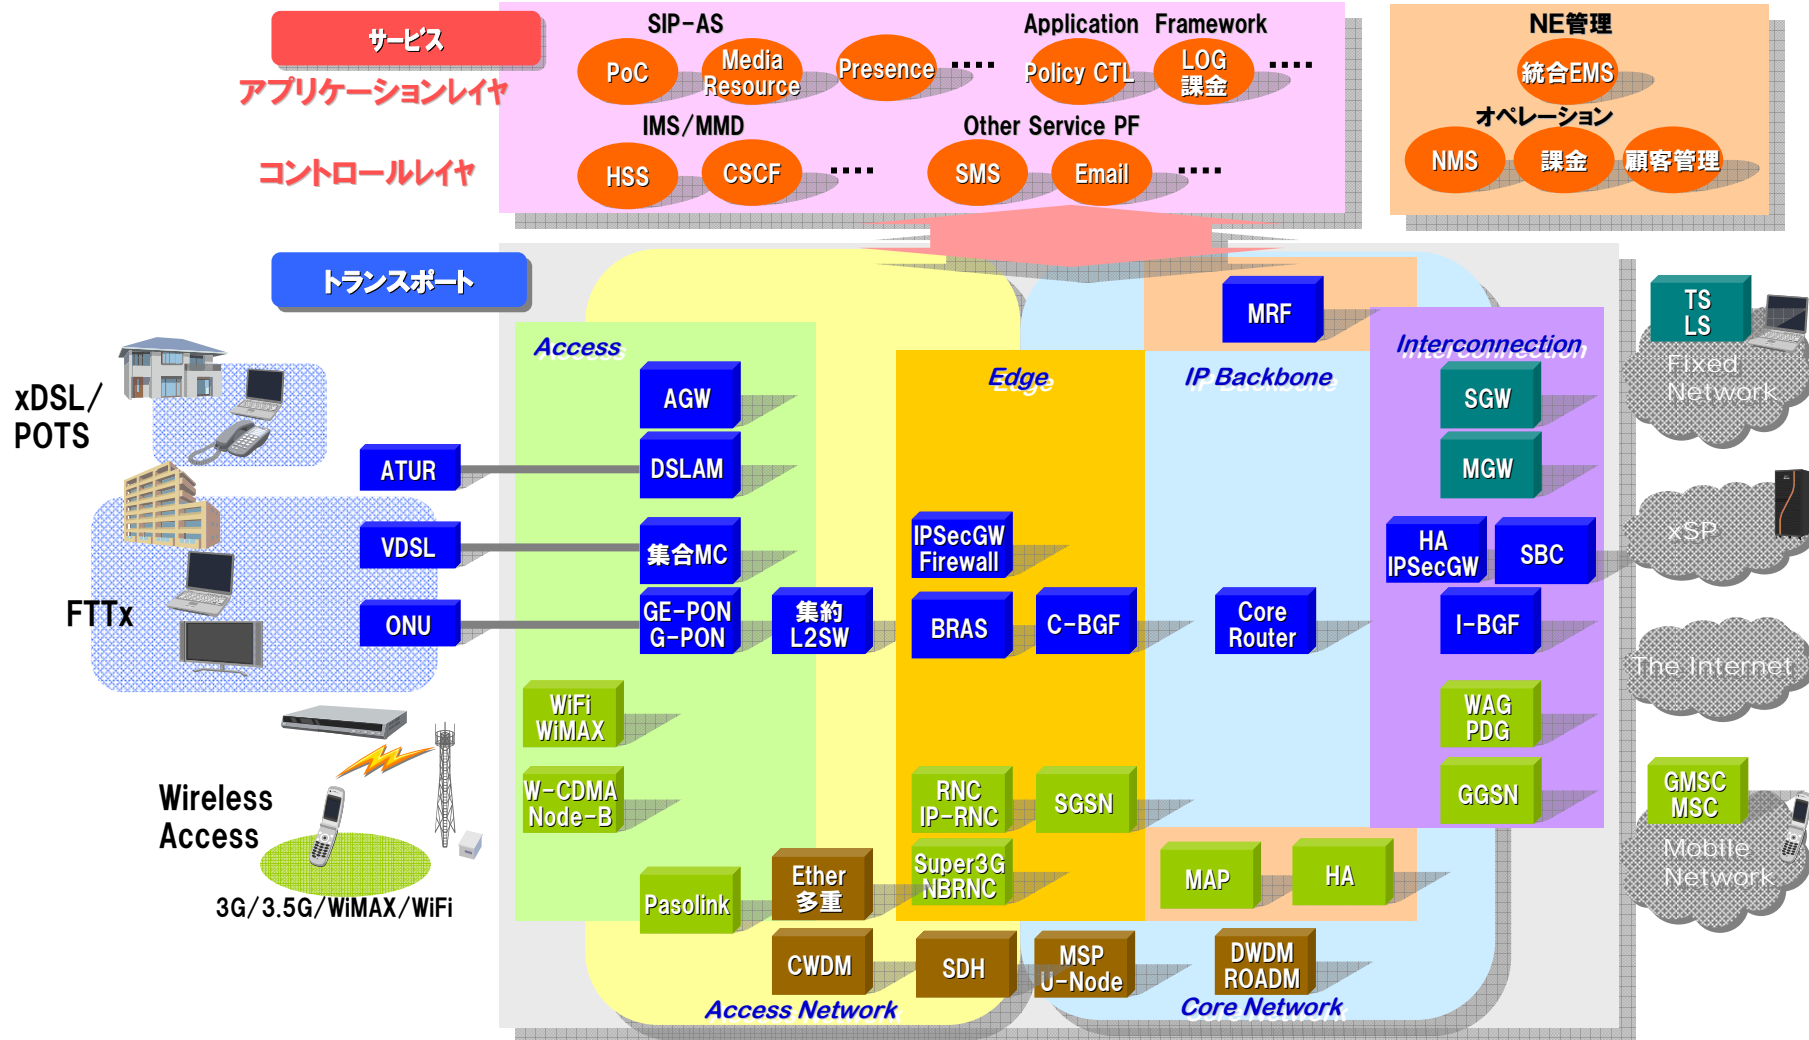 サービス
アプリケーションレイヤ
コントロールレイヤ
SIP-AS
PoC
Media
Resource
Presence
････
Application Framework
Policy CTL
LOG
課金
････
IMS/MMD
HSS
CSCF
････
Other Service PF
SMS
Email
････
NE管理
統合EMS
オペレーション
NMS
課金
顧客管理
トランスポート
Access
Edge
IP Backbone
Interconnection
MRF
xDSL/
POTS
FTTx
Wireless
Access
3G/3.5G/WiMAX/WiFi
ATUR
VDSL
ONU
AGW
DSLAM
集合MC
GE-PON
G-PON
集約
L2SW
WiFi
WiMAX
W-CDMA
Node-B
Pasolink
Ether
多重
CWDM
IPSecGW
Firewall
BRAS
C-BGF
RNC
IP-RNC
SGSN
Super3G
NBRNC
SDH
MSP
U-Node
Core
Router
MAP
HA
DWDM
ROADM
SGW
MGW
HA
IPSecGW
SBC
I-BGF
WAG
PDG
GGSN
Access Network
Core Network
TS
LS
Fixed
Network
xSP
The Internet
GMSC
MSC
Mobile
Network